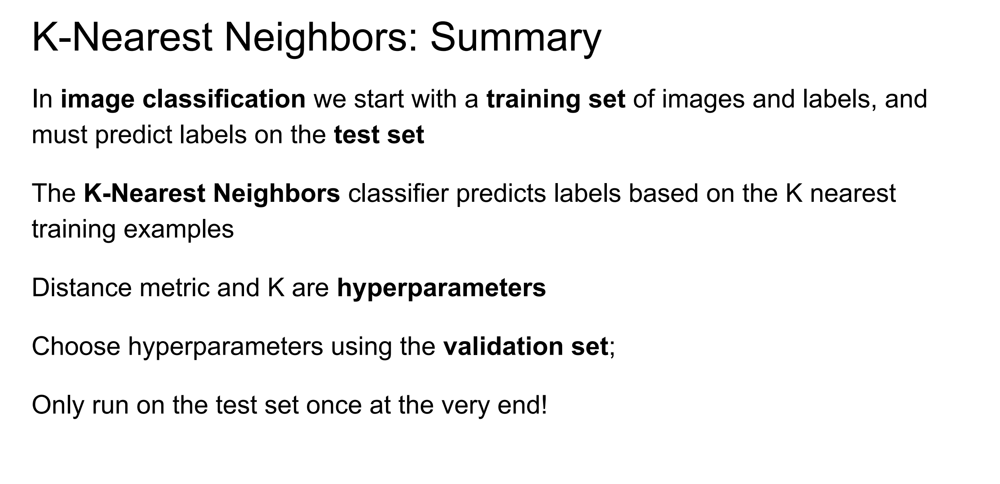 K-Nearest Neighbors: Summary
In image classification we start with a training set of images and labels, and
must predict labels on the test set
The K-Nearest Neighbors classifier predicts labels based on the K nearest
training examples
Distance metric and K are hyperparameters
Choose hyperparameters using the validation set;
Only run on the test set once at the very end!